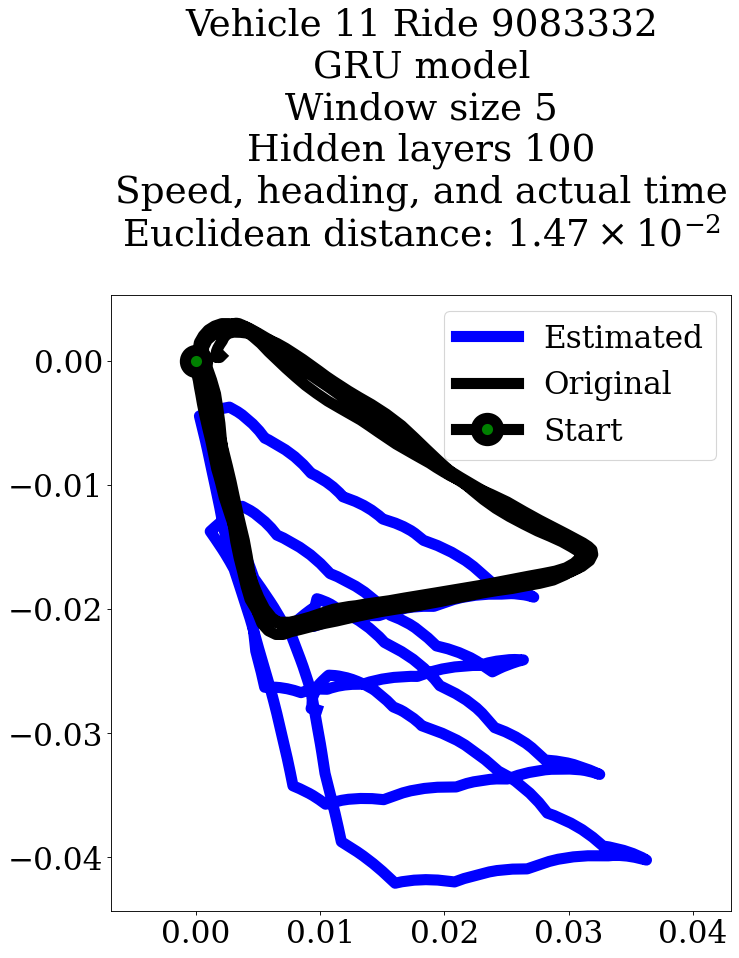 Vehicle 11 Ride 9083332
GRU model
Window size 5
Hidden layers 100
Speed, heading, and actual time
Euclidean distance: 1.47 × 10⁻²
Estimated
Original
Start
0.00
−0.01
−0.02
−0.03
−0.04
0.00 0.01 0.02 0.03 0.04